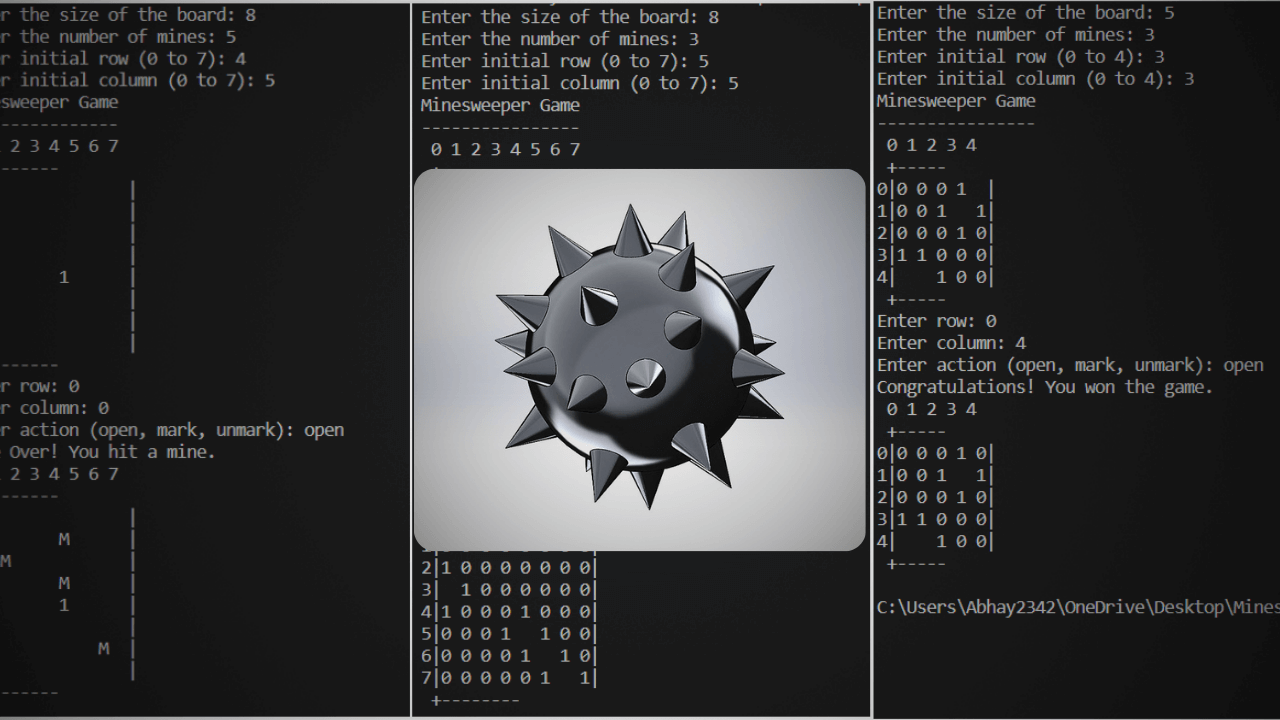 r the size of the board: 8
r the number of mines: 5
r initial row (0 to 7): 4
r initial column (0 to 7): 5
sweeper Game
------------
2 3 4 5 6 7
------
|
|
|
|
1 |
|
|
|
------
r row: 0
r column: 0
r action (open, mark, unmark): open
Over! You hit a mine.
2 3 4 5 6 7
------
|
M |
M |
M |
1 |
|
M |
|
------
Enter the size of the board: 8
Enter the number of mines: 3
Enter initial row (0 to 7): 5
Enter initial column (0 to 7): 5
Minesweeper Game
----------------
0 1 2 3 4 5 6 7
2|1 0 0 0 0 0 0 0|
3|  1 0 0 0 0 0 0|
4|1 0 0 0 1 0 0 0|
5|0 0 0 1   1 0 0|
6|0 0 0 0 1   1 0|
7|0 0 0 0 0 1   1|
+--------
Enter the size of the board: 5
Enter the number of mines: 3
Enter initial row (0 to 4): 3
Enter initial column (0 to 4): 3
Minesweeper Game
----------------
0 1 2 3 4
+-----
0|0 0 0 1  |
1|0 0 1   1|
2|0 0 0 1 0|
3|1 1 0 0 0|
4|    1 0 0|
+-----
Enter row: 0
Enter column: 4
Enter action (open, mark, unmark): open
Congratulations! You won the game.
0 1 2 3 4
+-----
0|0 0 0 1 0|
1|0 0 1   1|
2|0 0 0 1 0|
3|1 1 0 0 0|
4|    1 0 0|
+-----
C:\Users\Abhay2342\OneDrive\Desktop\Mines